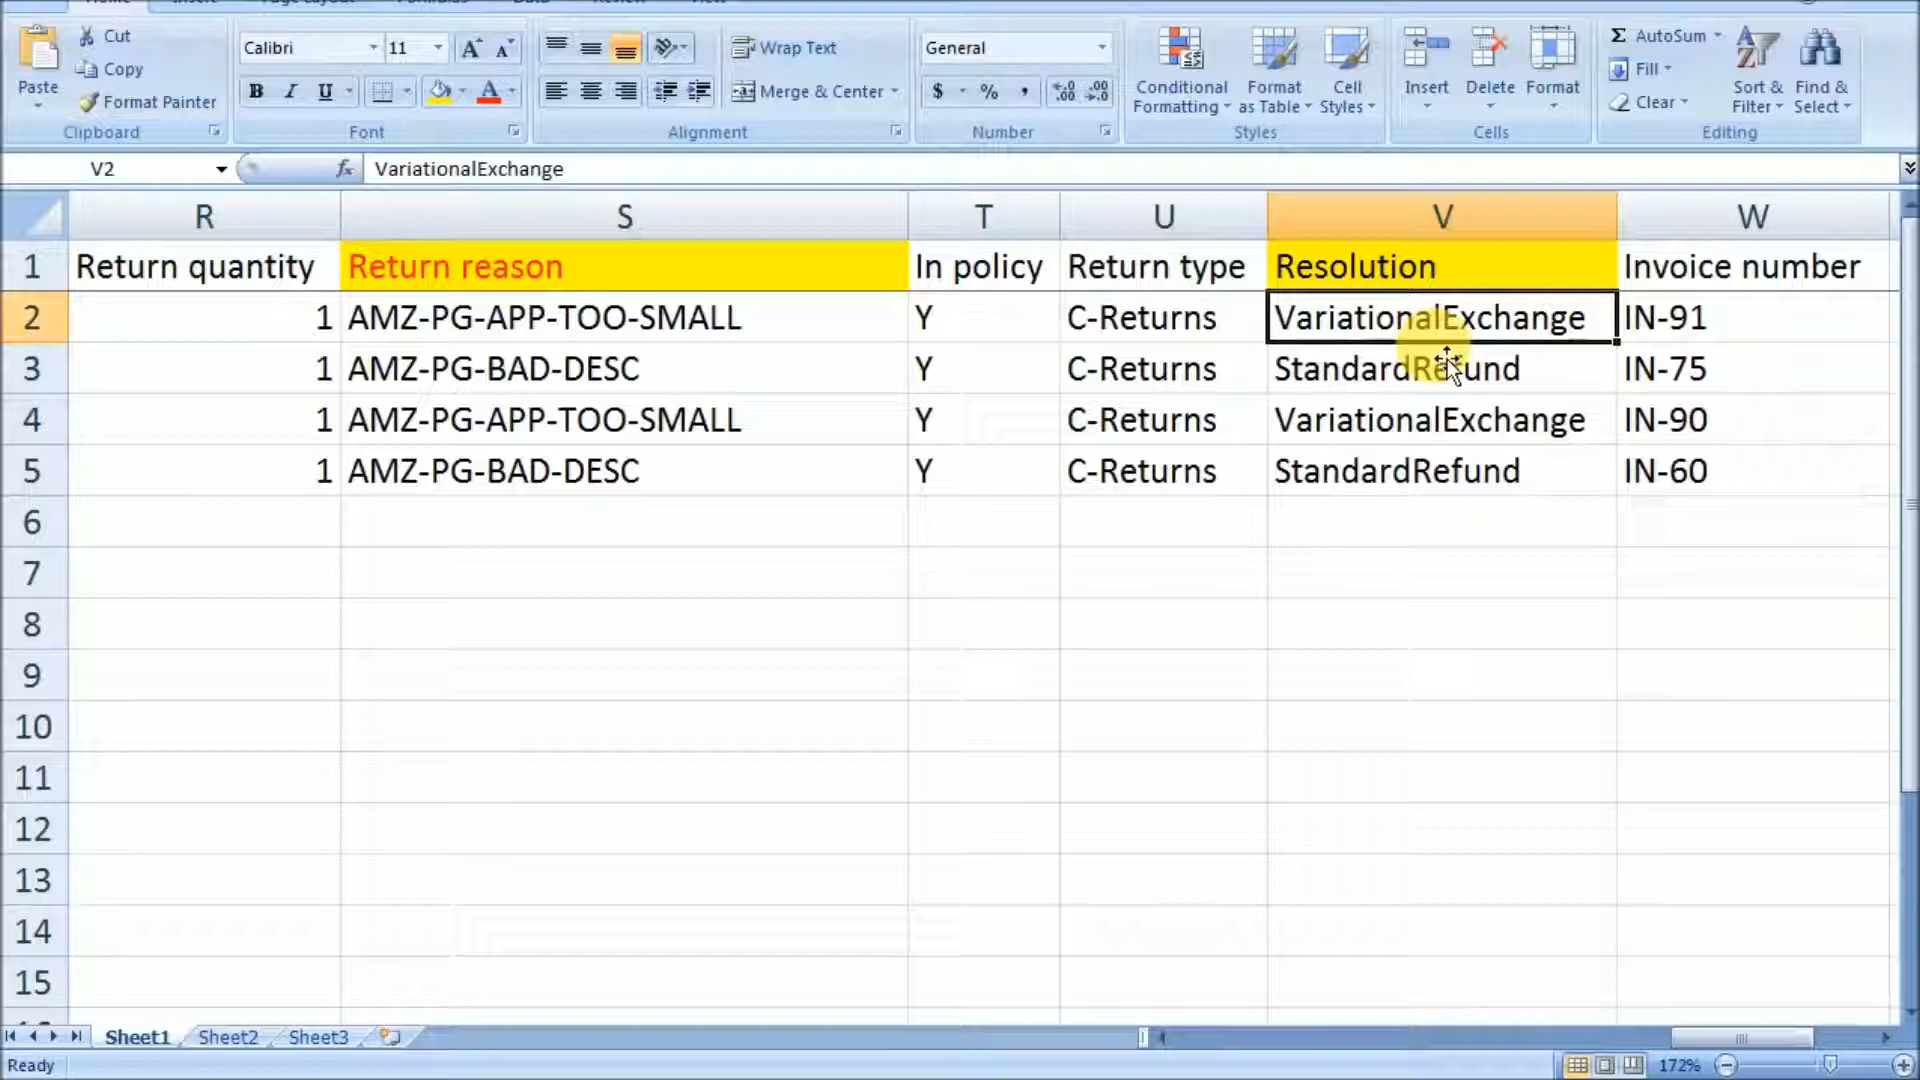 Cut
Copy
Format Painter
Paste
Clipboard
Calibri
11
B I U
A
Font
Wrap Text
Merge & Center
Alignment
General
$ % ,
Number
Conditional Formatting
Format as Table
Cell Styles
Styles
Insert
Delete
Format
Cells
Σ AutoSum
Fill
Clear
Sort & Filter
Find & Select
Editing
V2
fx
VariationalExchange
R S T U V W
1 Return quantity Return reason In policy Return type Resolution Invoice number
2 1 AMZ-PG-APP-TOO-SMALL Y C-Returns VariationalExchange IN-91
3 1 AMZ-PG-BAD-DESC Y C-Returns StandardRefund IN-75
4 1 AMZ-PG-APP-TOO-SMALL Y C-Returns VariationalExchange IN-90
5 1 AMZ-PG-BAD-DESC Y C-Returns StandardRefund IN-60
6
7
8
9
10
11
12
13
14
15
Sheet1 Sheet2 Sheet3
Ready
172%